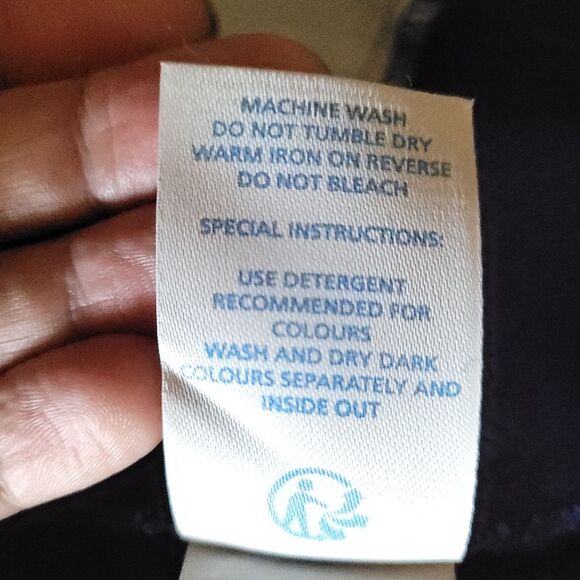 MACHINE WASH
DO NOT TUMBLE DRY
WARM IRON ON REVERSE
DO NOT BLEACH
SPECIAL INSTRUCTIONS:
USE DETERGENT
RECOMMENDED FOR
COLOURS
WASH AND DRY DARK
COLOURS SEPARATELY AND
INSIDE OUT